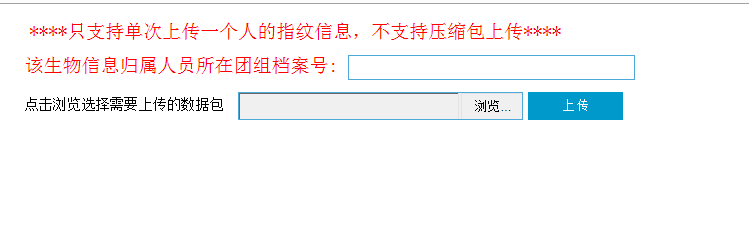 ****只支持单次上传一个人的指纹信息，不支持压缩包上传****
该生物信息归属人员所在团组档案号：
点击浏览选择需要上传的数据包 浏览... 上传